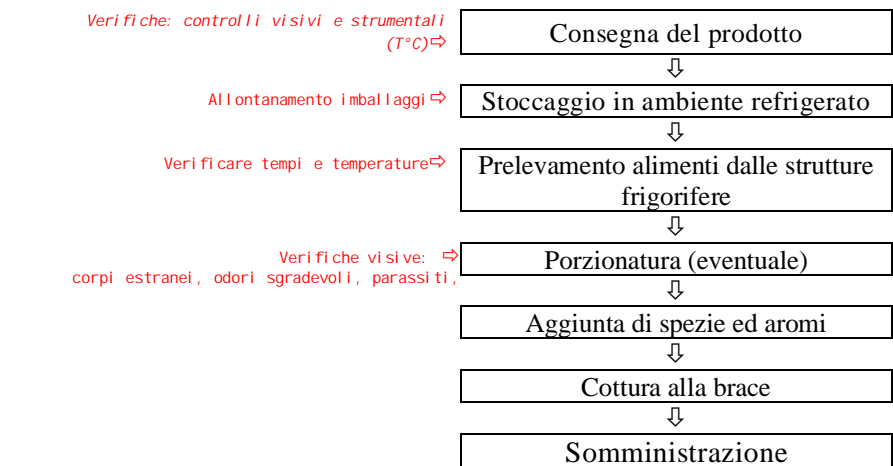 Verifiche: controlli visivi e strumentali
(T°C)⇨
Consegna del prodotto
⇩
Allontanamento imballaggi⇨
Stoccaggio in ambiente refrigerato
⇩
Verificare tempi e temperature⇨
Prelevamento alimenti dalle strutture
frigorifere
⇩
Verifiche visive: ⇨
corpi estranei, odori sgradevoli, parassiti,
Porzionatura (eventuale)
⇩
Aggiunta di spezie ed aromi
⇩
Cottura alla brace
⇩
Somministrazione